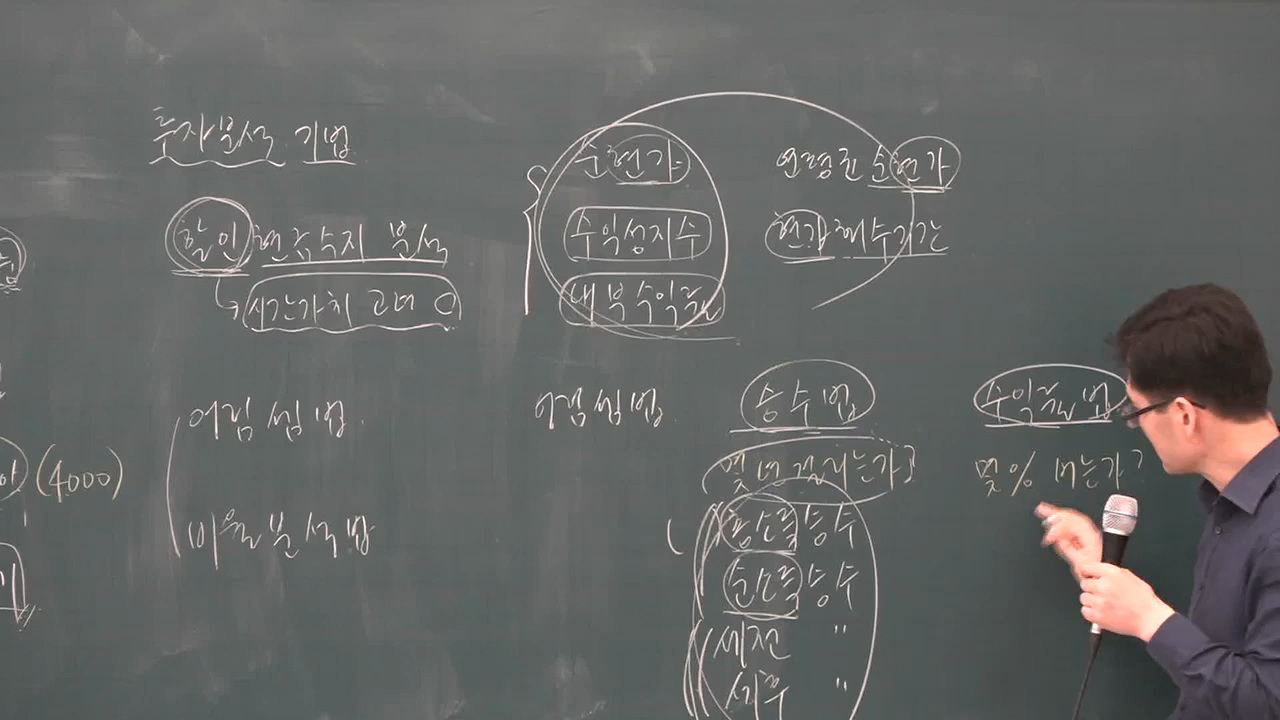 투자분석 기법
할인현금수지 분석
시간가치 고려 O
어림셈법
비율분석법
순현가
수익성지수
내부수익률
연평균순현가
현가회수기간
어림셈법
승수법
몇 년 걸리는가?
총소득승수
순소득승수
세전 "
세후 "
수익률법
몇 % 버는가?
(4000)